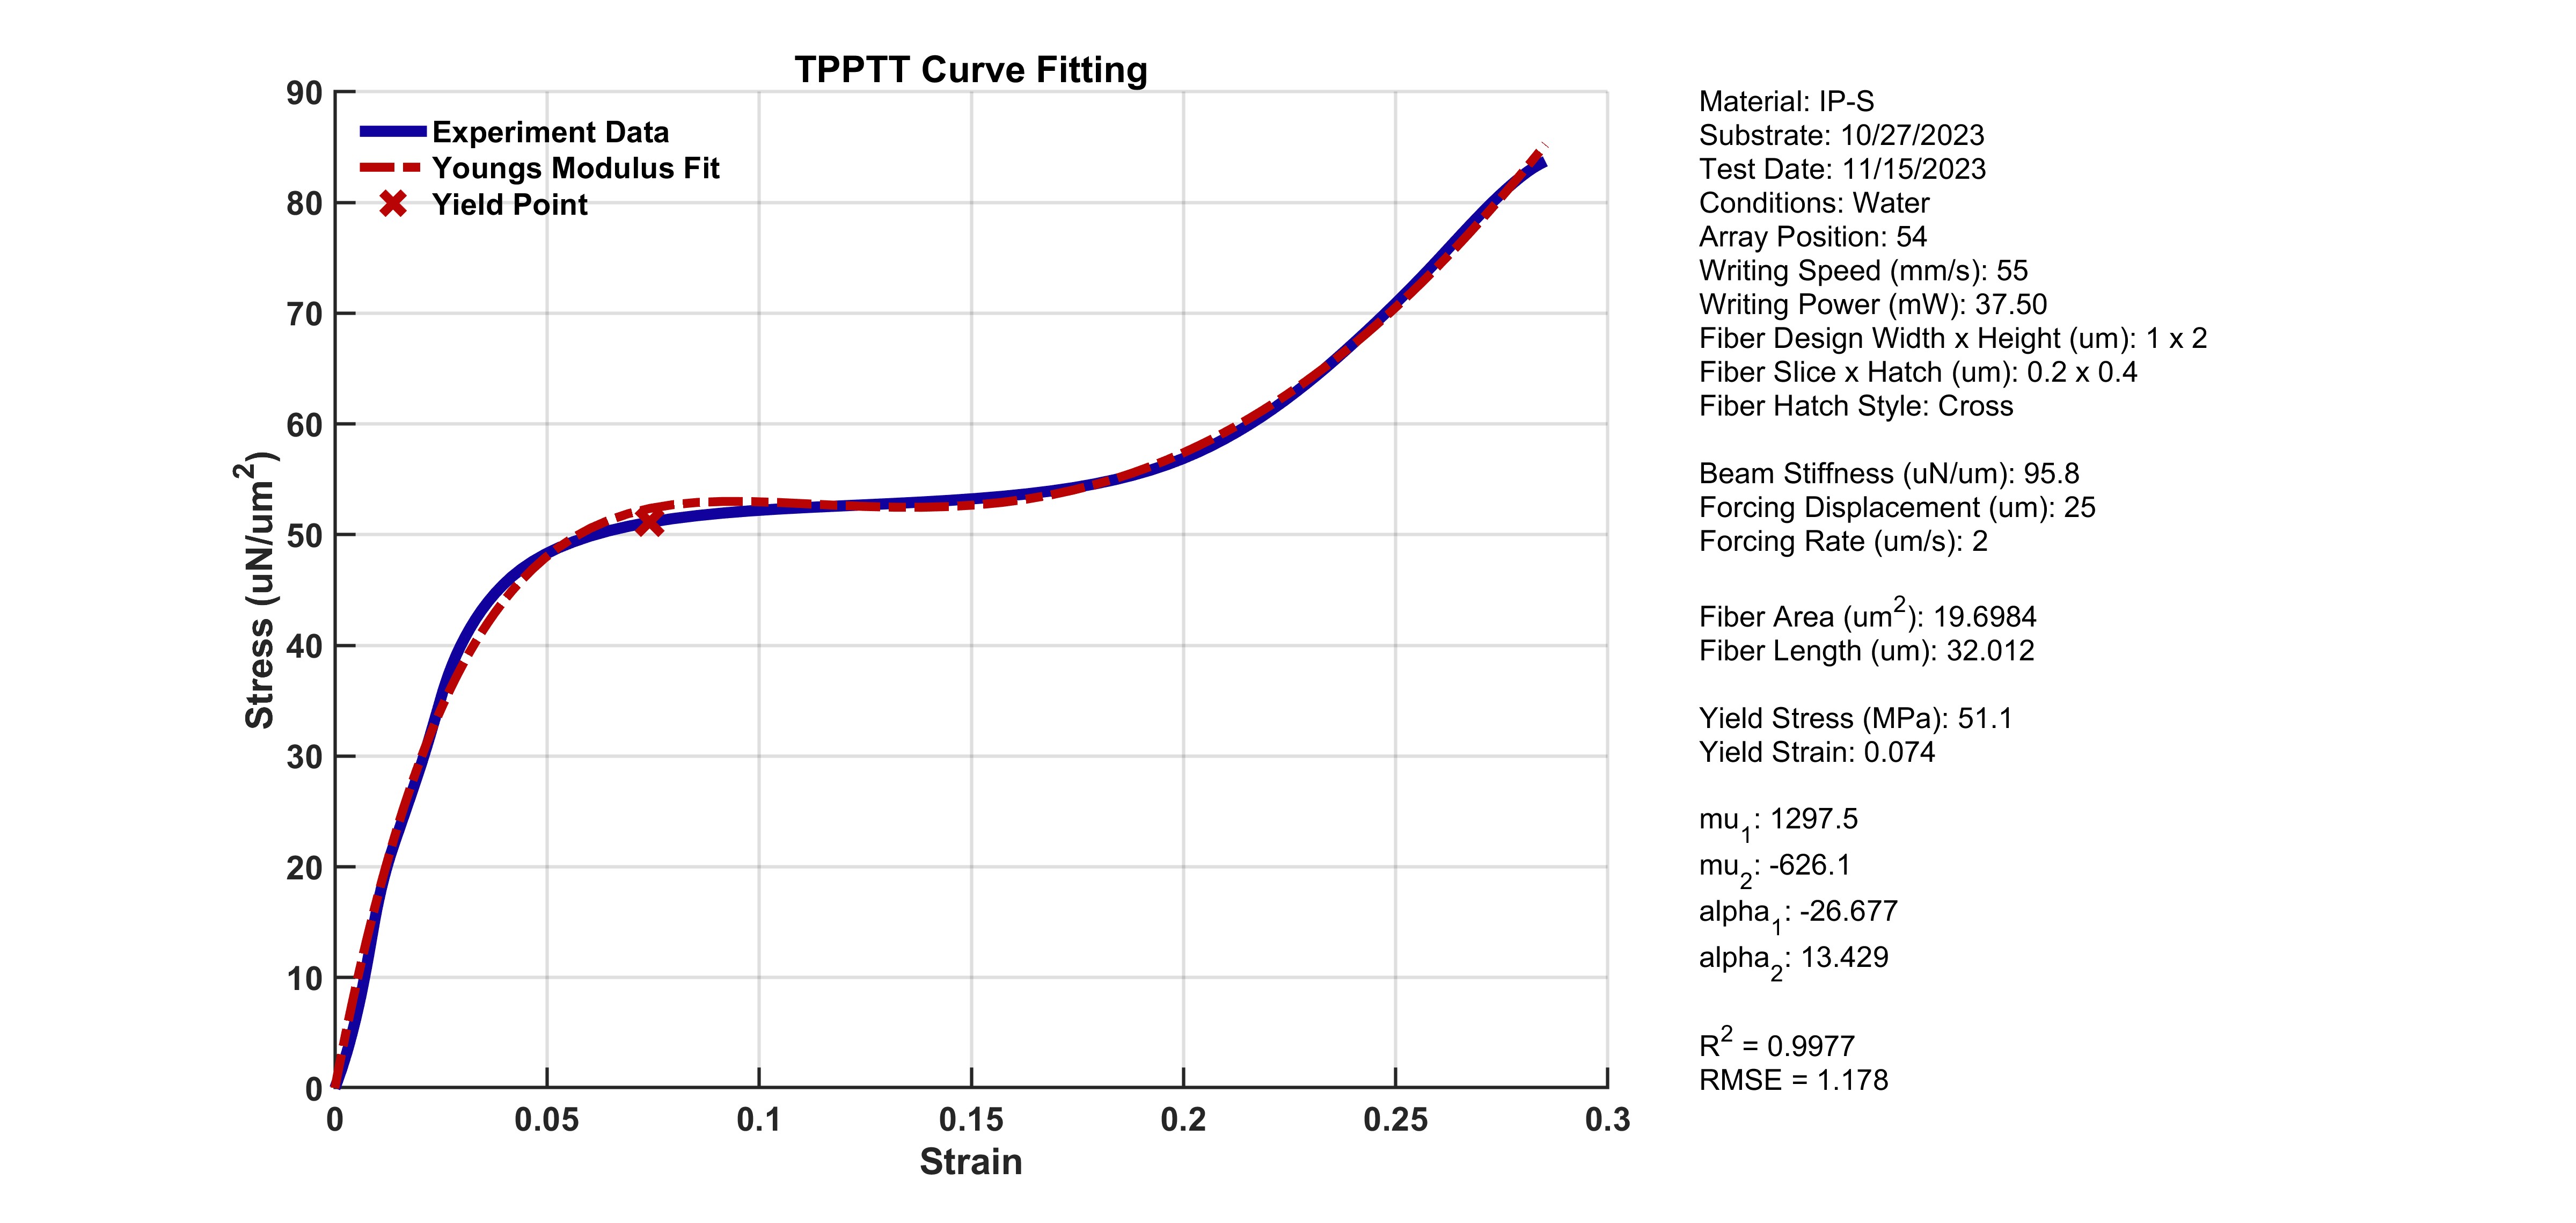 TPPTT Curve Fitting
90
80
70
60
50
40
30
20
10
0
Stress (uN/um²)
Experiment Data
Youngs Modulus Fit
Yield Point
0
0.05
0.1
0.15
0.2
0.25
0.3
Strain
Material: IP-S
Substrate: 10/27/2023
Test Date: 11/15/2023
Conditions: Water
Array Position: 54
Writing Speed (mm/s): 55
Writing Power (mW): 37.50
Fiber Design Width x Height (um): 1 x 2
Fiber Slice x Hatch (um): 0.2 x 0.4
Fiber Hatch Style: Cross
Beam Stiffness (uN/um): 95.8
Forcing Displacement (um): 25
Forcing Rate (um/s): 2
Fiber Area (um²): 19.6984
Fiber Length (um): 32.012
Yield Stress (MPa): 51.1
Yield Strain: 0.074
mu₁: 1297.5
mu₂: -626.1
alpha₁: -26.677
alpha₂: 13.429
R² = 0.9977
RMSE = 1.178